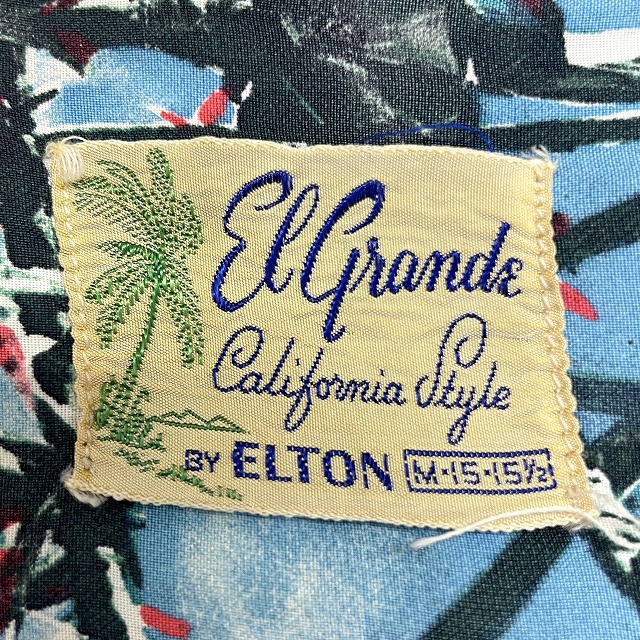 El Grande
California Style
BY ELTON M-15-15½